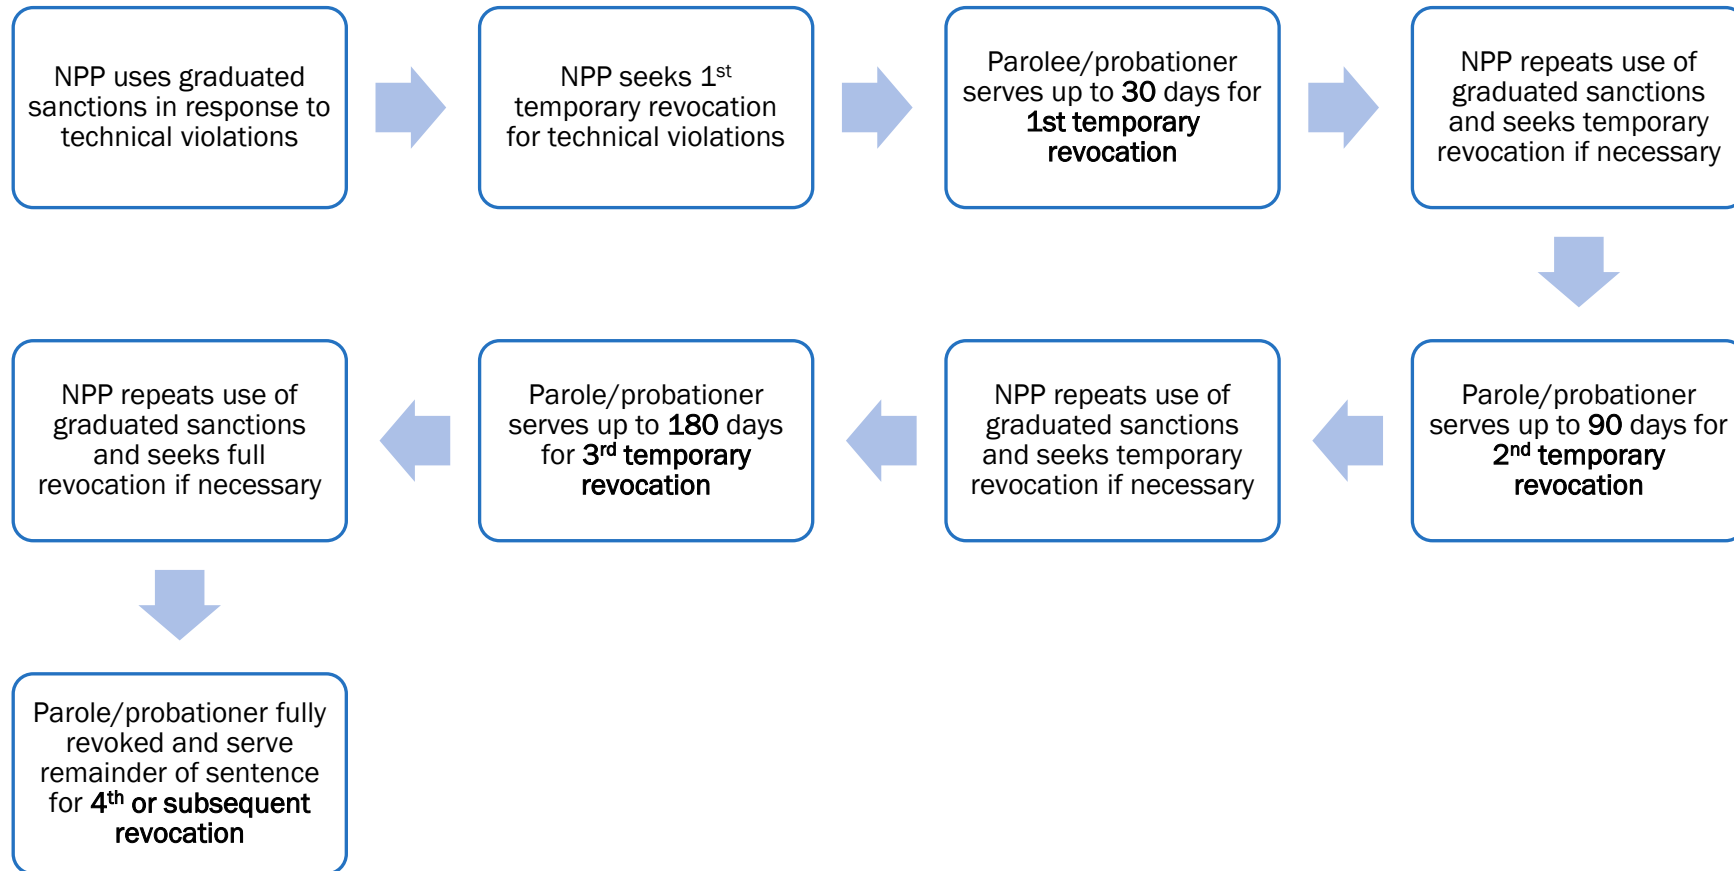 NPP uses graduated
sanctions in response to
technical violations
NPP seeks 1st
temporary revocation
for technical violations
Parolee/probationer
serves up to 30 days for
1st temporary
revocation
NPP repeats use of
graduated sanctions
and seeks temporary
revocation if necessary
Parole/probationer
serves up to 90 days for
2nd temporary
revocation
NPP repeats use of
graduated sanctions
and seeks temporary
revocation if necessary
Parole/probationer
serves up to 180 days
for 3rd temporary
revocation
NPP repeats use of
graduated sanctions
and seeks full
revocation if necessary
Parole/probationer fully
revoked and serve
remainder of sentence
for 4th or subsequent
revocation